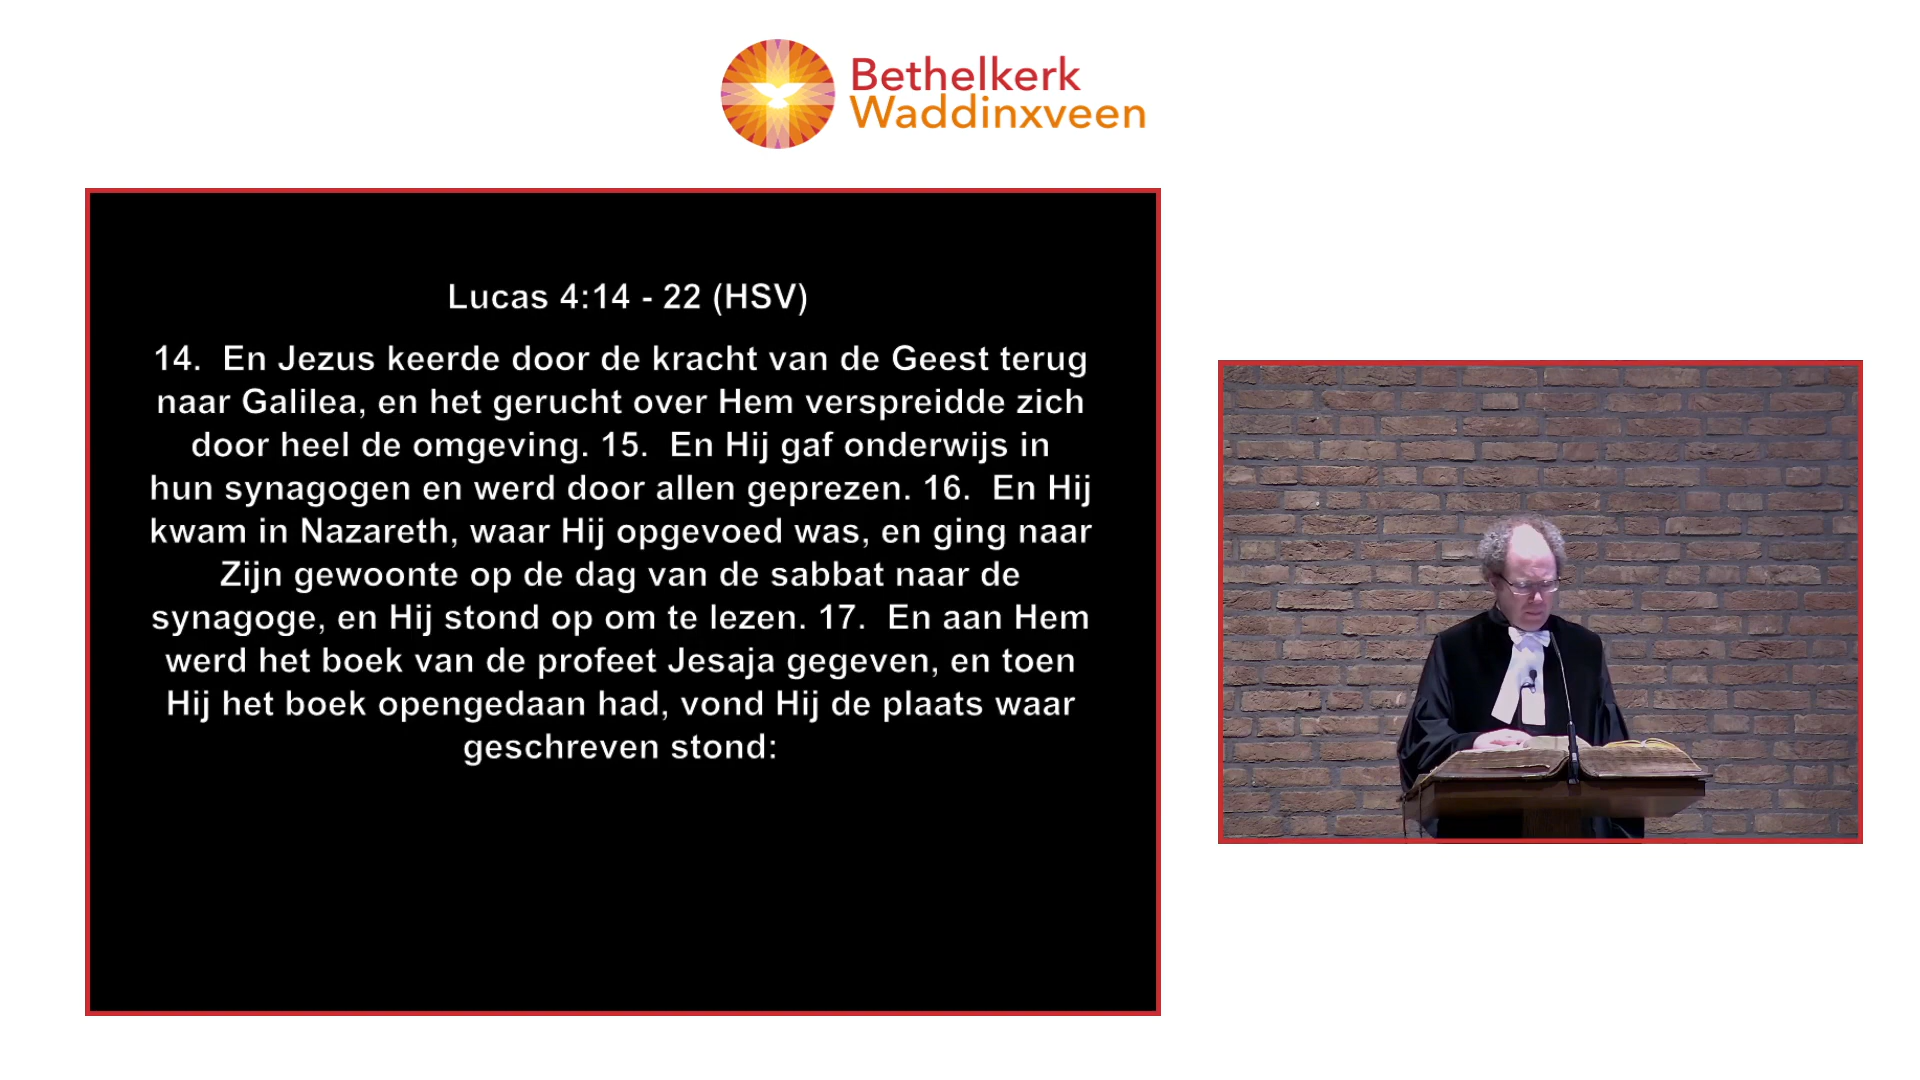 Bethelkerk
Waddinxveen
Lucas 4:14 - 22 (HSV)
14. En Jezus keerde door de kracht van de Geest terug
naar Galilea, en het gerucht over Hem verspreidde zich
door heel de omgeving. 15. En Hij gaf onderwijs in
hun synagogen en werd door allen geprezen. 16. En Hij
kwam in Nazareth, waar Hij opgevoed was, en ging naar
Zijn gewoonte op de dag van de sabbat naar de
synagoge, en Hij stond op om te lezen. 17. En aan Hem
werd het boek van de profeet Jesaja gegeven, en toen
Hij het boek opengedaan had, vond Hij de plaats waar
geschreven stond: